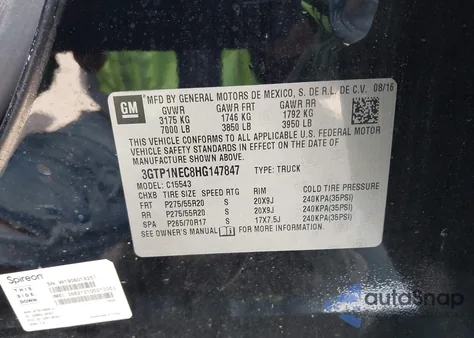 GM
MFD BY GENERAL MOTORS DE MEXICO, S. DE R.L. DE C.V. 08/16
GVWR GAWR FRT GAWR RR
3175 KG 1746 KG 1792 KG
7000 LB 3850 LB 3950 LB
THIS VEHICLE CONFORMS TO ALL APPLICABLE U.S. FEDERAL MOTOR
VEHICLE SAFETY STANDARDS IN EFFECT ON THE DATE OF
MANUFACTURE SHOWN ABOVE.
3GTP1NEC8HG147847 TYPE: TRUCK
C15543
CHXB TIRE SIZE SPEED RTG RIM COLD TIRE PRESSURE
FRT P275/55R20 S 20X9J 240KPA(35PSI)
RR P275/55R20 S 20X9J 240KPA(35PSI)
SPA P265/70R17 S 17X7.5J 240KPA(35PSI)
SEE OWNER'S MANUAL FOR MORE INFORMATION.
Spireon
THIS
SIDE
DOWN
autoSnap